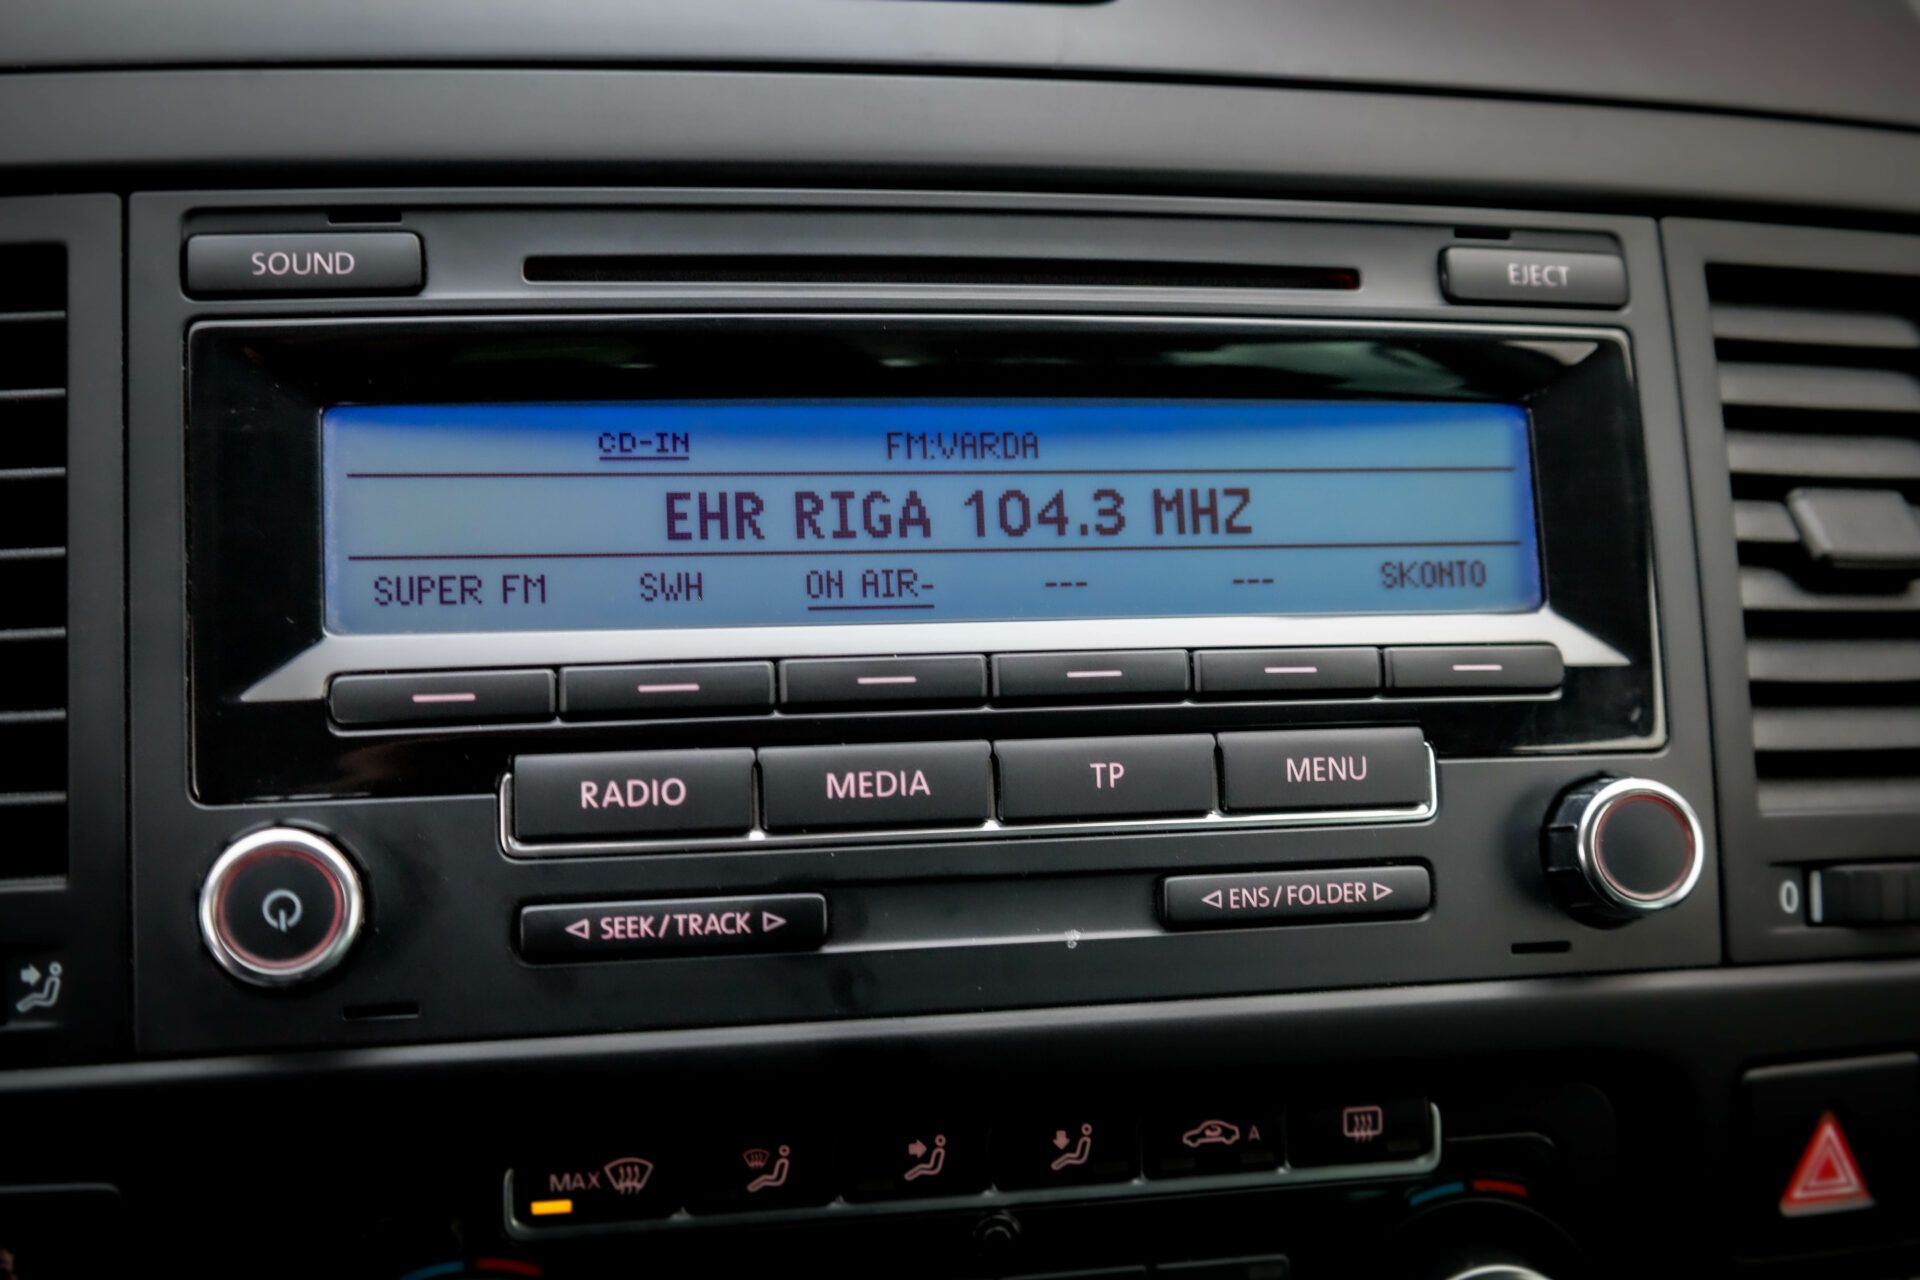 SOUND
EJECT
CD-IN FM:VARDA
EHR RIGA 104.3 MHZ
SUPER FM SWH ON AIR- --- --- SKONTO
RADIO MEDIA TP MENU
SEEK/TRACK
ENS/FOLDER
0
MAX
A